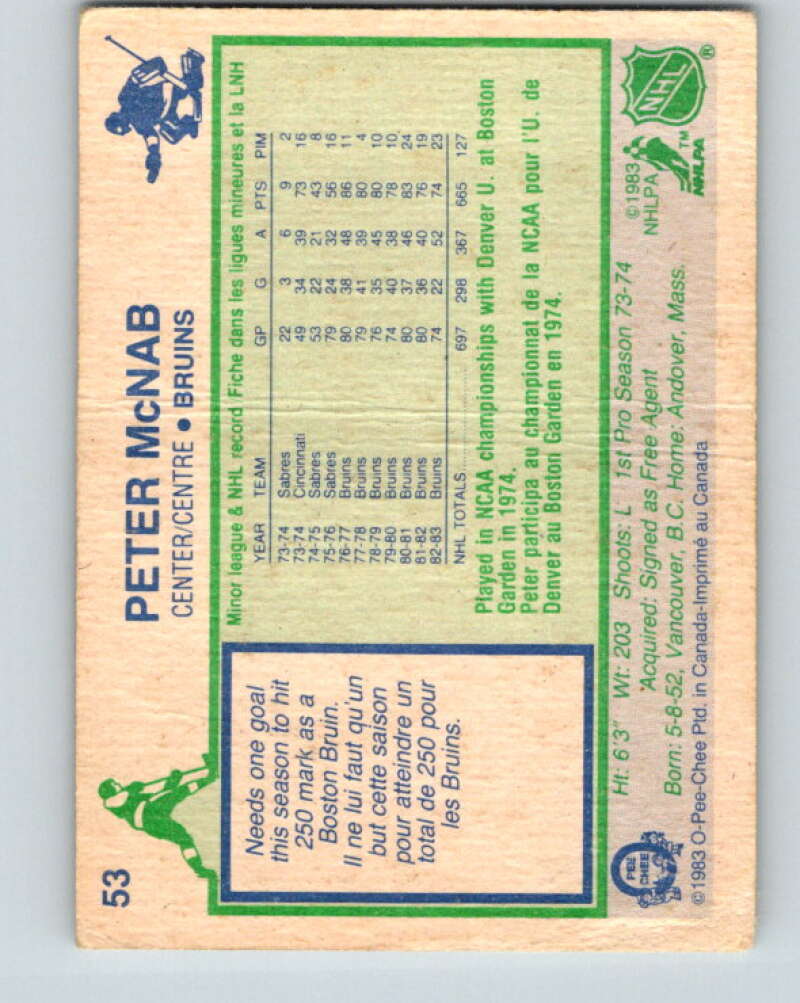 53
PETER McNAB
CENTER/CENTRE • BRUINS
Needs one goal
this season to hit
250 mark as a
Boston Bruin.
Il ne lui faut qu'un
but cette saison
pour atteindre un
total de 250 pour
les Bruins.
Minor league & NHL record Fiche dans les ligues mineures et la LNH
YEAR TEAM GP G A PTS PIM
73-74 Sabres 22 3 6 9 2
73-74 Cincinnati 49 34 39 73 16
74-75 Sabres 53 22 21 43 8
75-76 Sabres 79 24 32 56 16
76-77 Bruins 80 38 48 86 11
77-78 Bruins 79 41 39 80 4
78-79 Bruins 76 35 45 80 10
79-80 Bruins 74 40 38 78 10
80-81 Bruins 80 37 46 83 24
81-82 Bruins 80 36 40 76 19
82-83 Bruins 74 22 52 74 23
NHL TOTALS 697 298 367 665 127
Played in NCAA championships with Denver U. at Boston
Garden in 1974.
Peter participa au championnat de la NCAA pour l'U. de
Denver au Boston Garden en 1974.
Ht: 6'3" Wt: 203 Shoots: L 1st Pro Season 73-74
Acquired: Signed as Free Agent
Born: 5-8-52, Vancouver, B.C. Home: Andover, Mass.
©1983 O-Pee-Chee Ptd. in Canada-Imprimé au Canada
O PEE CHEE
©1983
NHLPA
NHL ®
TM
NHLPA